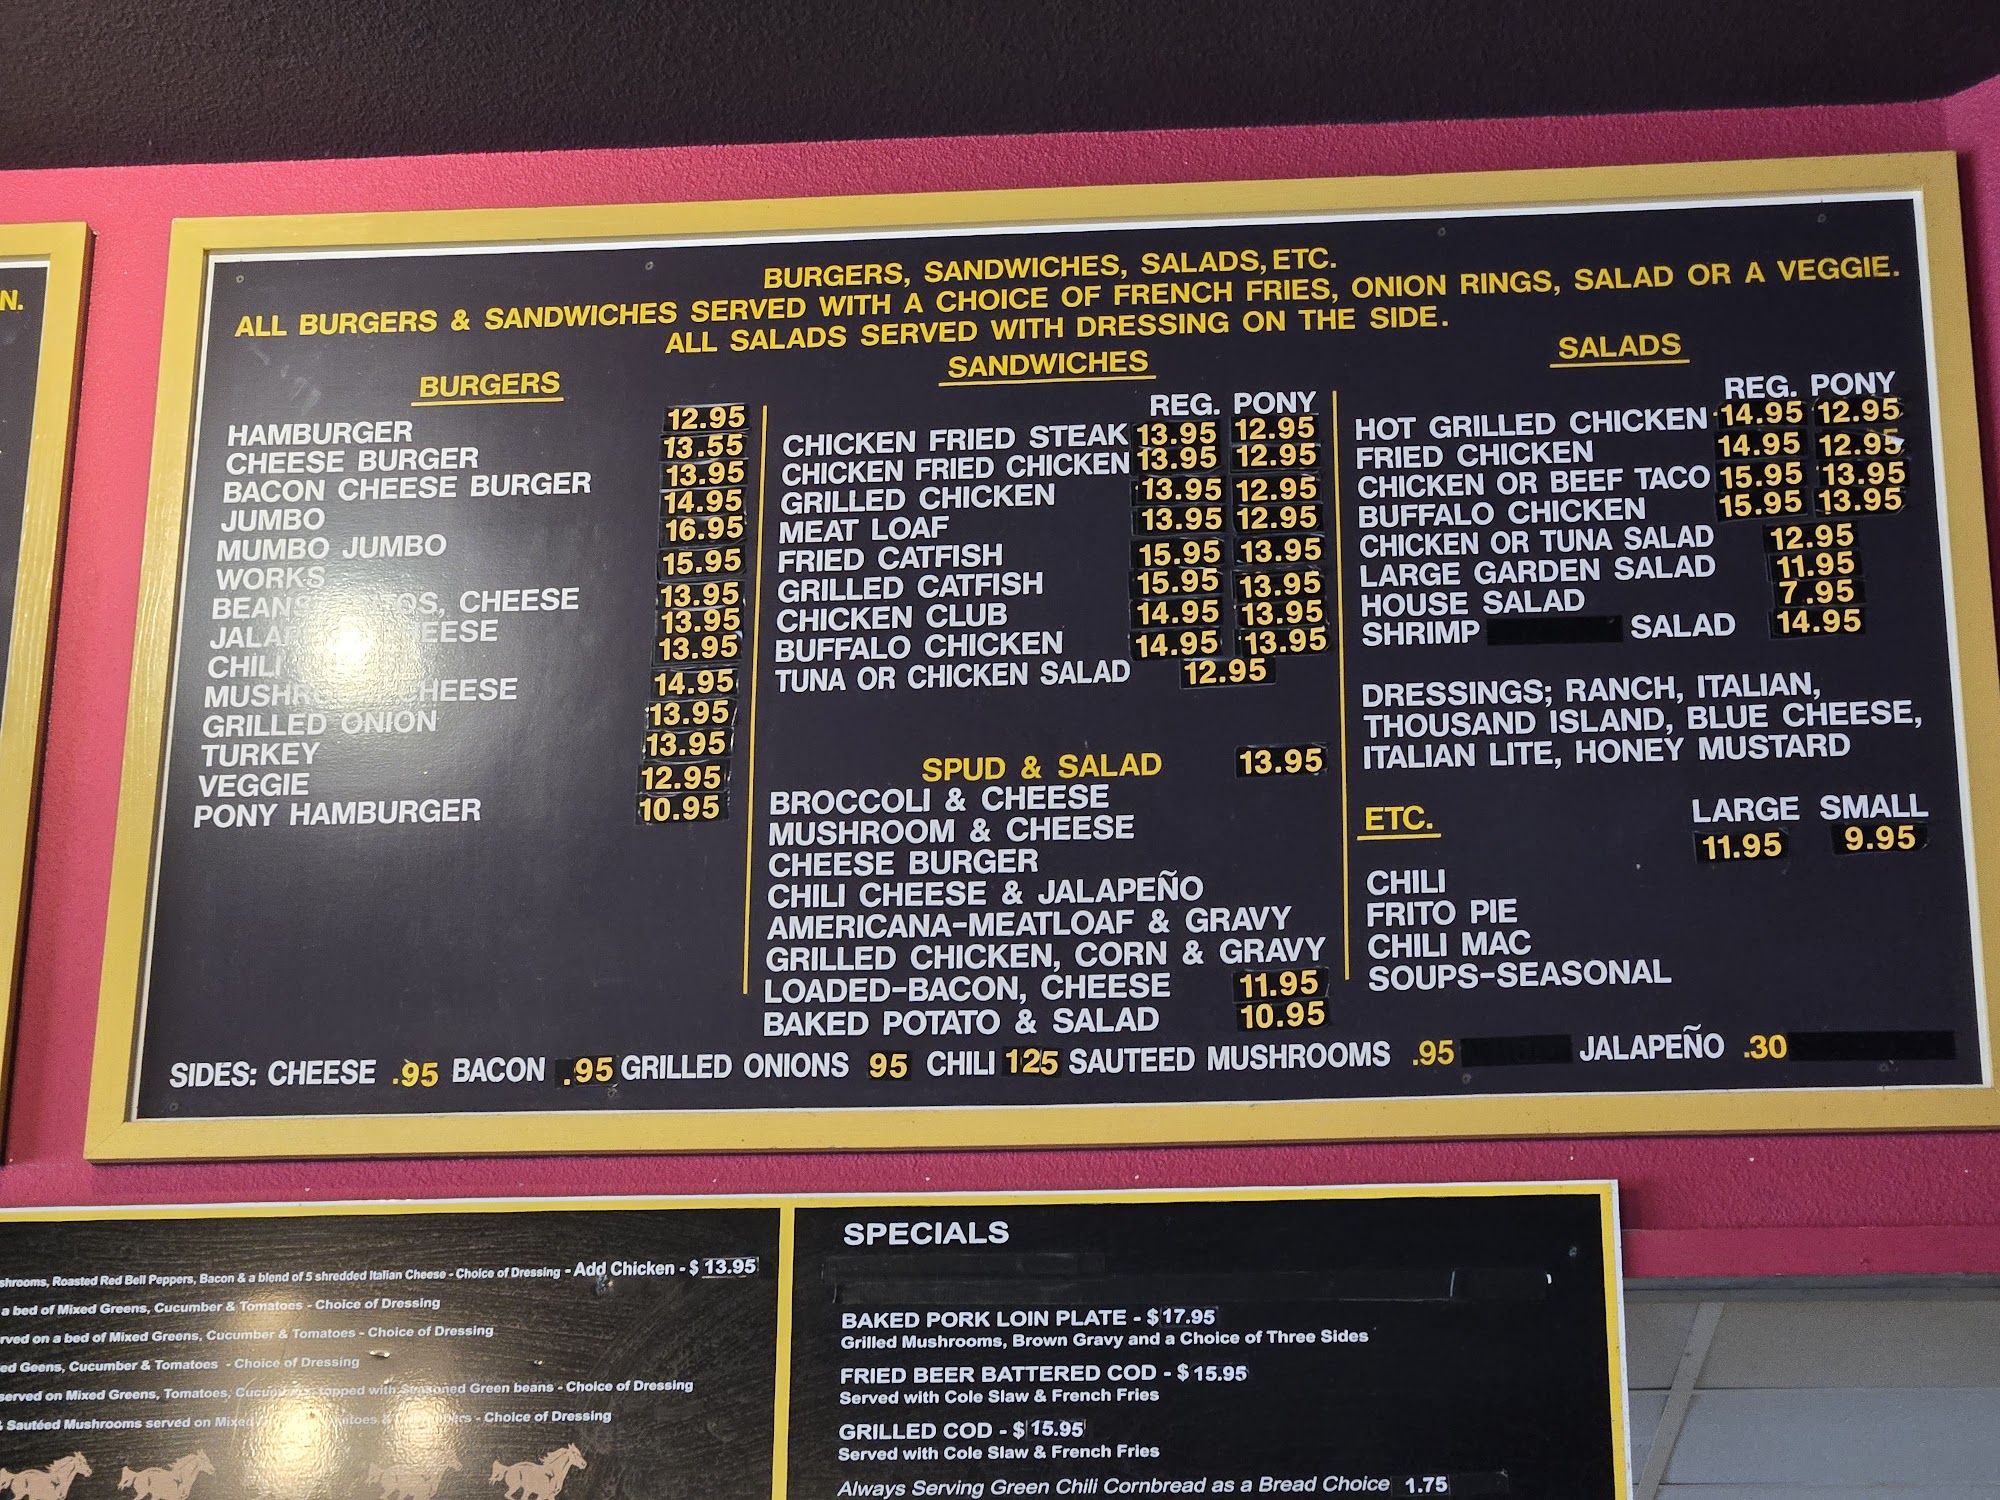 N.
BURGERS, SANDWICHES, SALADS, ETC.
ALL BURGERS & SANDWICHES SERVED WITH A CHOICE OF FRENCH FRIES, ONION RINGS, SALAD OR A VEGGIE.
ALL SALADS SERVED WITH DRESSING ON THE SIDE.
BURGERS
HAMBURGER 12.95
CHEESE BURGER 13.55
BACON CHEESE BURGER 13.95
JUMBO 14.95
MUMBO JUMBO 16.95
WORKS 15.95
BEANS, CHEESE 13.95
CHEESE 13.95
CHILI 13.95
CHEESE 14.95
GRILLED ONION 13.95
TURKEY 13.95
VEGGIE 12.95
PONY HAMBURGER 10.95
SANDWICHES
REG. PONY
CHICKEN FRIED STEAK 13.95 12.95
CHICKEN FRIED CHICKEN 13.95 12.95
GRILLED CHICKEN 13.95 12.95
MEAT LOAF 13.95 12.95
FRIED CATFISH 15.95 13.95
GRILLED CATFISH 15.95 13.95
CHICKEN CLUB 14.95 13.95
BUFFALO CHICKEN 14.95 13.95
TUNA OR CHICKEN SALAD 12.95
SPUD & SALAD 13.95
BROCCOLI & CHEESE
MUSHROOM & CHEESE
CHEESE BURGER
CHILI CHEESE & JALAPEÑO
AMERICANA-MEATLOAF & GRAVY
GRILLED CHICKEN, CORN & GRAVY
LOADED-BACON, CHEESE 11.95
BAKED POTATO & SALAD 10.95
SALADS
REG. PONY
HOT GRILLED CHICKEN 14.95 12.95
FRIED CHICKEN 14.95 12.95
CHICKEN OR BEEF TACO 15.95 13.95
BUFFALO CHICKEN 15.95 13.95
CHICKEN OR TUNA SALAD 12.95
LARGE GARDEN SALAD 11.95
HOUSE SALAD 7.95
SHRIMP SALAD 14.95
DRESSINGS; RANCH, ITALIAN,
THOUSAND ISLAND, BLUE CHEESE,
ITALIAN LITE, HONEY MUSTARD
ETC. LARGE SMALL
11.95 9.95
CHILI
FRITO PIE
CHILI MAC
SOUPS-SEASONAL
SIDES: CHEESE .95 BACON .95 GRILLED ONIONS 95 CHILI 125 SAUTEED MUSHROOMS .95 JALAPEÑO .30
shrooms, Roasted Red Bell Peppers, Bacon & a blend of 5 shredded Italian Cheese - Choice of Dressing - Add Chicken - $ 13.95
a bed of Mixed Greens, Cucumber & Tomatoes - Choice of Dressing
rved on a bed of Mixed Greens, Cucumber & Tomatoes - Choice of Dressing
ed Geens, Cucumber & Tomatoes - Choice of Dressing
served on Mixed Greens, Tomatoes, topped with Seasoned Green beans - Choice of Dressing
& Sautéed Mushrooms served on Mixed - Choice of Dressing
SPECIALS
BAKED PORK LOIN PLATE - $17.95
Grilled Mushrooms, Brown Gravy and a Choice of Three Sides
FRIED BEER BATTERED COD - $15.95
Served with Cole Slaw & French Fries
GRILLED COD - $15.95
Served with Cole Slaw & French Fries
Always Serving Green Chili Cornbread as a Bread Choice 1.75